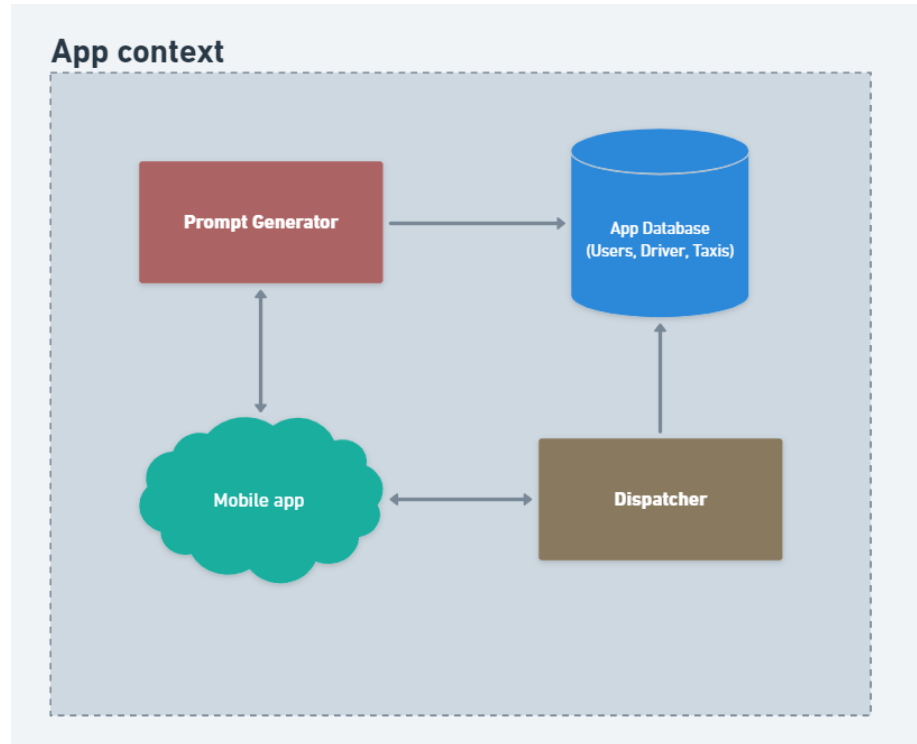 App context
Prompt Generator
App Database
(Users, Driver, Taxis)
Mobile app
Dispatcher